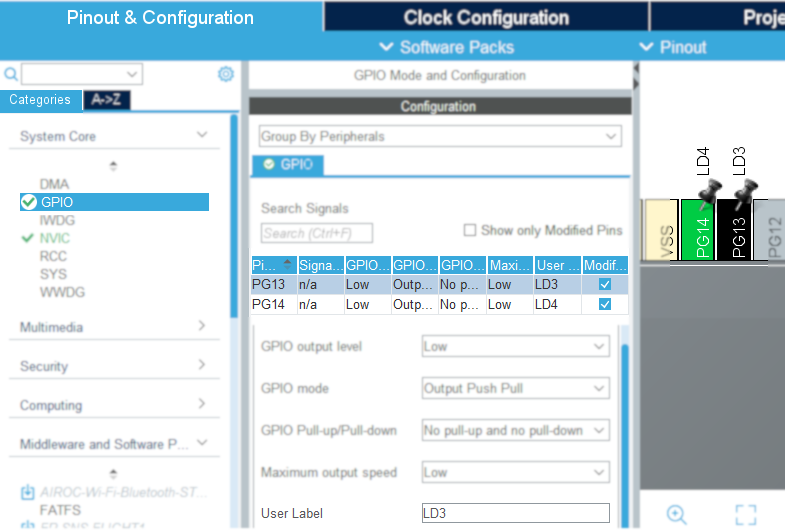 Pinout & Configuration
Clock Configuration
Proje
Software Packs
Pinout
Categories
A->Z
System Core
DMA
GPIO
IWDG
NVIC
RCC
SYS
WWDG
Multimedia
Security
Computing
Middleware and Software P...
AIROC-Wi-Fi-Bluetooth-ST...
FATFS
GPIO Mode and Configuration
Configuration
Group By Peripherals
GPIO
Search Signals
Search (Ctrl+F)
Show only Modified Pins
Pi... Signa... GPIO... GPIO... GPIO... Maxi... User ... Modif...
PG13 n/a Low Outp... No p... Low LD3
PG14 n/a Low Outp... No p... Low LD4
GPIO output level Low
GPIO mode Output Push Pull
GPIO Pull-up/Pull-down No pull-up and no pull-down
Maximum output speed Low
User Label LD3
LD4
LD3
VSS
PG14
PG13
PG12